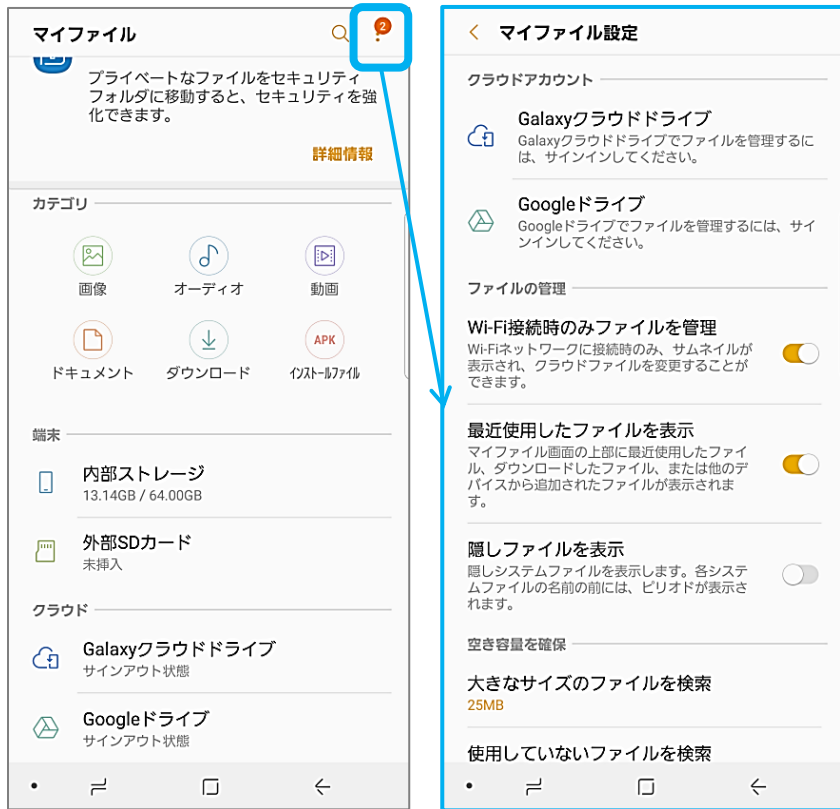 マイファイル
2
プライベートなファイルをセキュリティ
フォルダに移動すると、セキュリティを強
化できます。
詳細情報
カテゴリ
画像
オーディオ
動画
APK
ドキュメント
ダウンロード
インストールファイル
端末
内部ストレージ
13.14GB / 64.00GB
外部SDカード
未挿入
クラウド
Galaxyクラウドドライブ
サインアウト状態
Googleドライブ
サインアウト状態
マイファイル設定
クラウドアカウント
Galaxyクラウドドライブ
Galaxyクラウドドライブでファイルを管理するに
は、サインインしてください。
Googleドライブ
Googleドライブでファイルを管理するには、サイ
ンインしてください。
ファイルの管理
Wi-Fi接続時のみファイルを管理
Wi-Fiネットワークに接続時のみ、サムネイルが
表示され、クラウドファイルを変更することが
できます。
最近使用したファイルを表示
マイファイル画面の上部に最近使用したファイ
ル、ダウンロードしたファイル、または他のデ
バイスから追加されたファイルが表示されま
す。
隠しファイルを表示
隠しシステムファイルを表示します。各システ
ムファイルの名前の前には、ピリオドが表示さ
れます。
空き容量を確保
大きなサイズのファイルを検索
25MB
使用していないファイルを検索